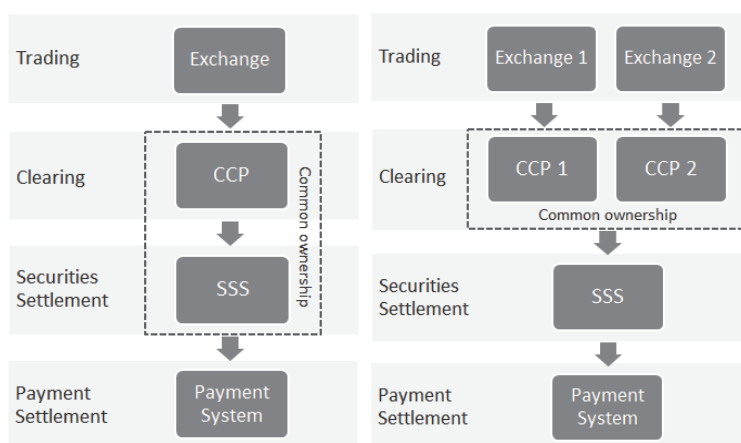 Trading
Exchange
Clearing
CCP
Common ownership
Securities
Settlement
SSS
Payment
Settlement
Payment
System
Trading
Exchange 1
Exchange 2
Clearing
CCP 1
CCP 2
Common ownership
Securities
Settlement
SSS
Payment
Settlement
Payment
System